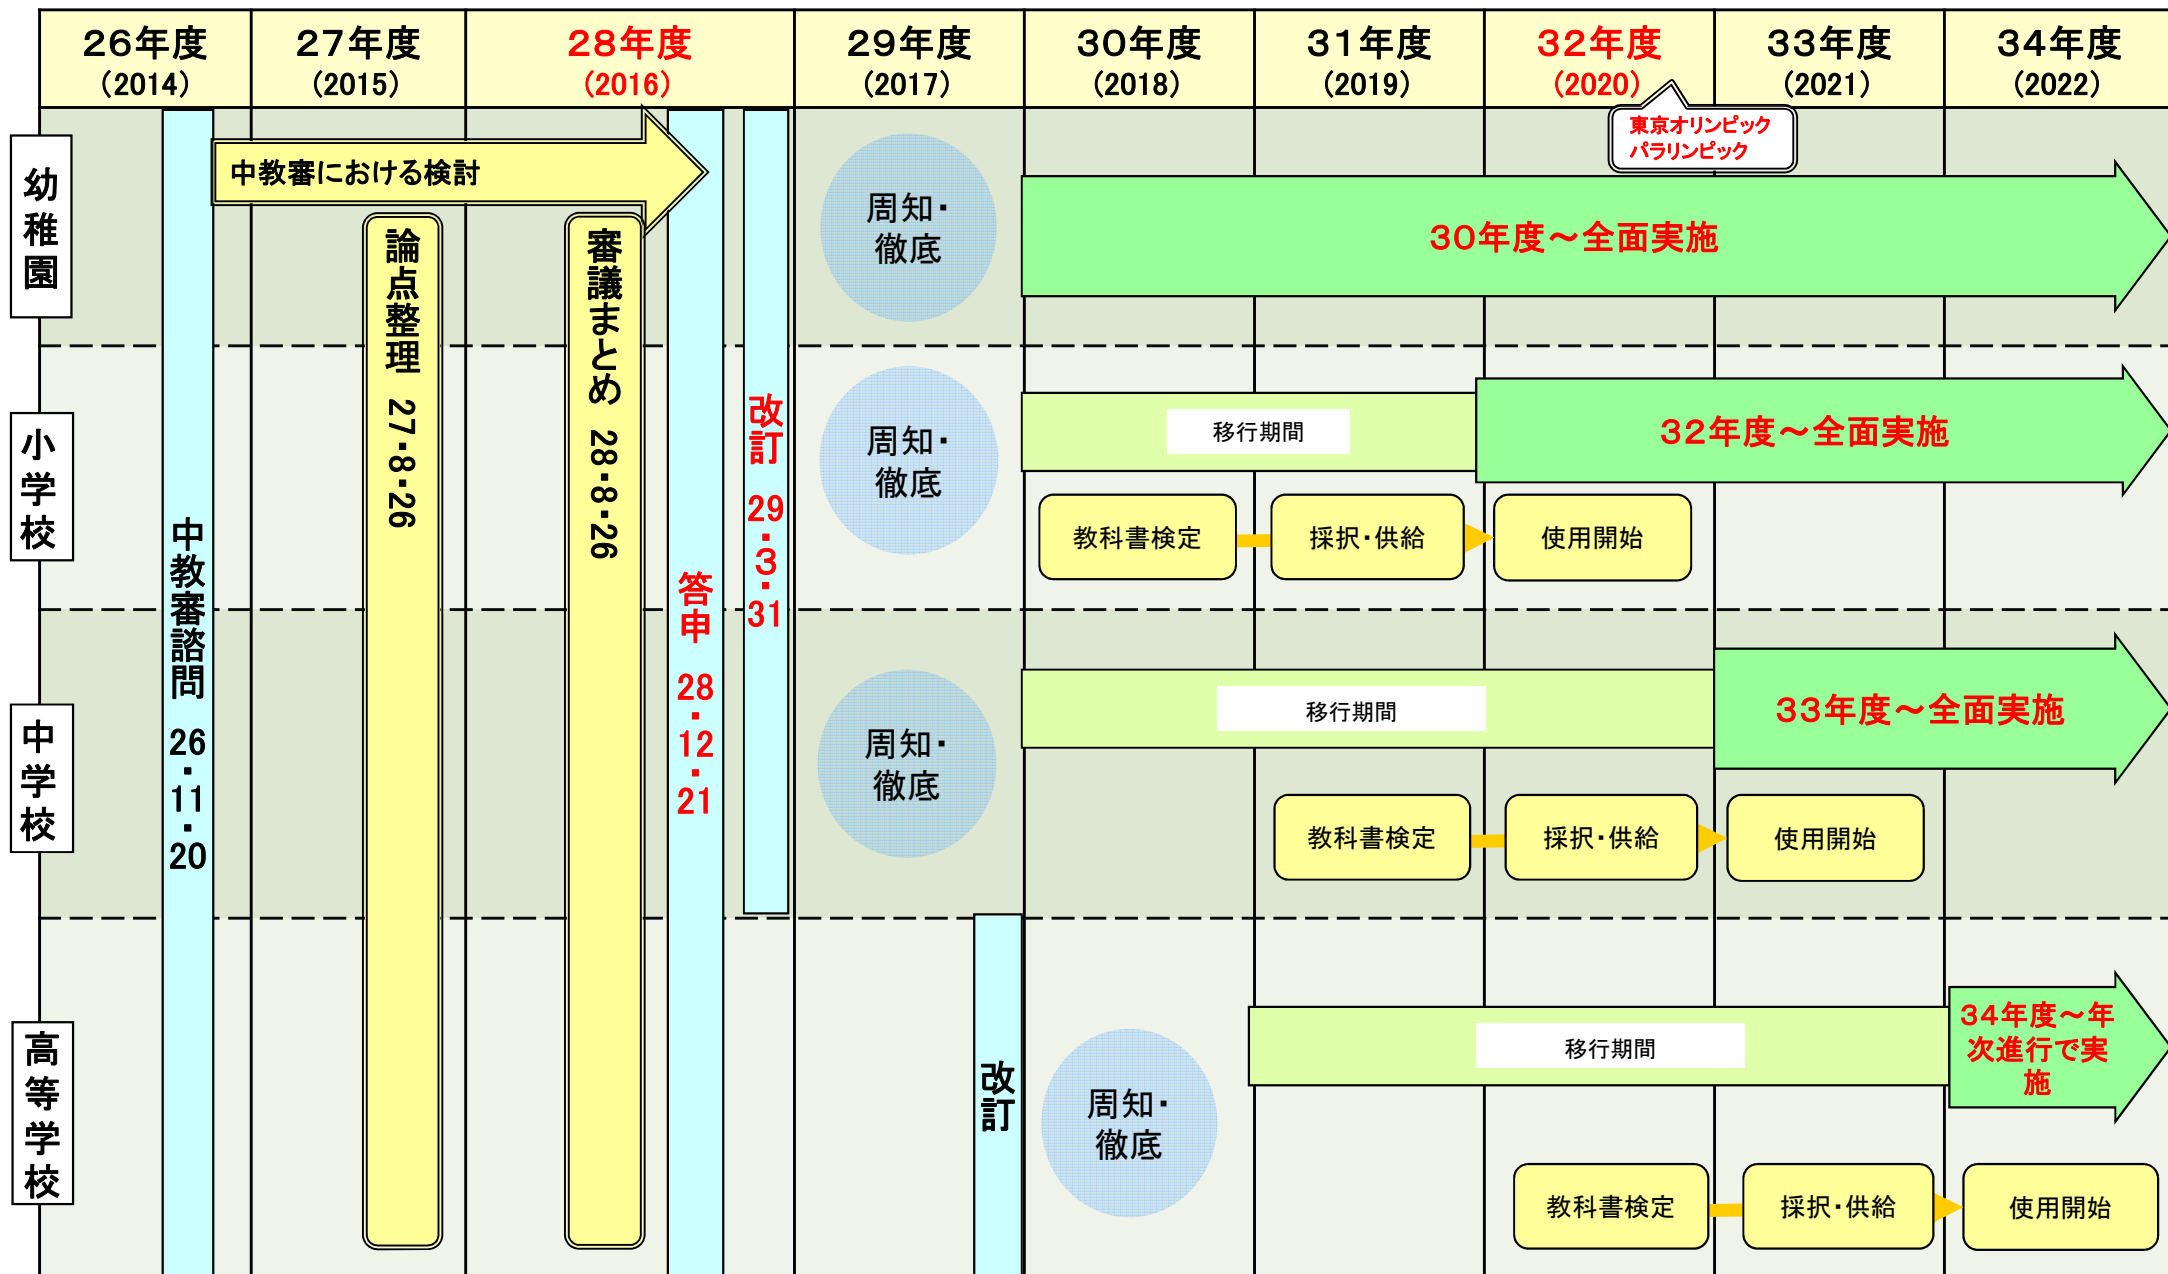 26年度
（2014）
27年度
（2015）
28年度
（2016）
29年度
（2017）
30年度
（2018）
31年度
（2019）
32年度
（2020）
33年度
（2021）
34年度
（2022）
東京オリンピック
パラリンピック
中教審諮問 26・11・20
中教審における検討
論点整理 27・8・26
審議まとめ 28・8・26
答申 28・12・21
改訂 29・3・31
幼稚園
周知・
徹底
30年度～全面実施
小学校
周知・
徹底
移行期間
32年度～全面実施
教科書検定
採択・供給
使用開始
中学校
周知・
徹底
移行期間
33年度～全面実施
教科書検定
採択・供給
使用開始
高等学校
改訂
周知・
徹底
移行期間
34年度～年
次進行で実
施
教科書検定
採択・供給
使用開始